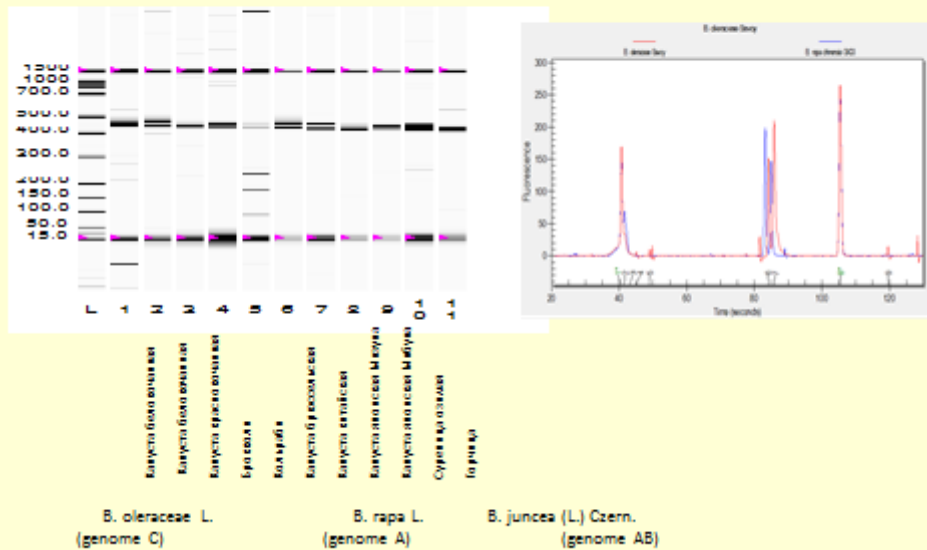 1500
1000
700.0
500.0
400.0
300.0
200.0
150.0
100.0
50.0
15.0
L 1 2 3 4 5 6 7 8 9 10 11
Капуста белокочанная
Капуста белокочанная
Капуста краснокочанная
Брокколи
Кольраби
Капуста брюссельская
Капуста китайская
Капуста японская Мизуна
Капуста японская Мибуна
Сурепица озимая
Горчица
B. oleraceae L.
(genome C)
B. rapa L.
(genome A)
B. juncea (L.) Czern.
(genome AB)
Fluorescence
300
250
200
150
100
50
0
20 40 60 80 100 120
Time (seconds)